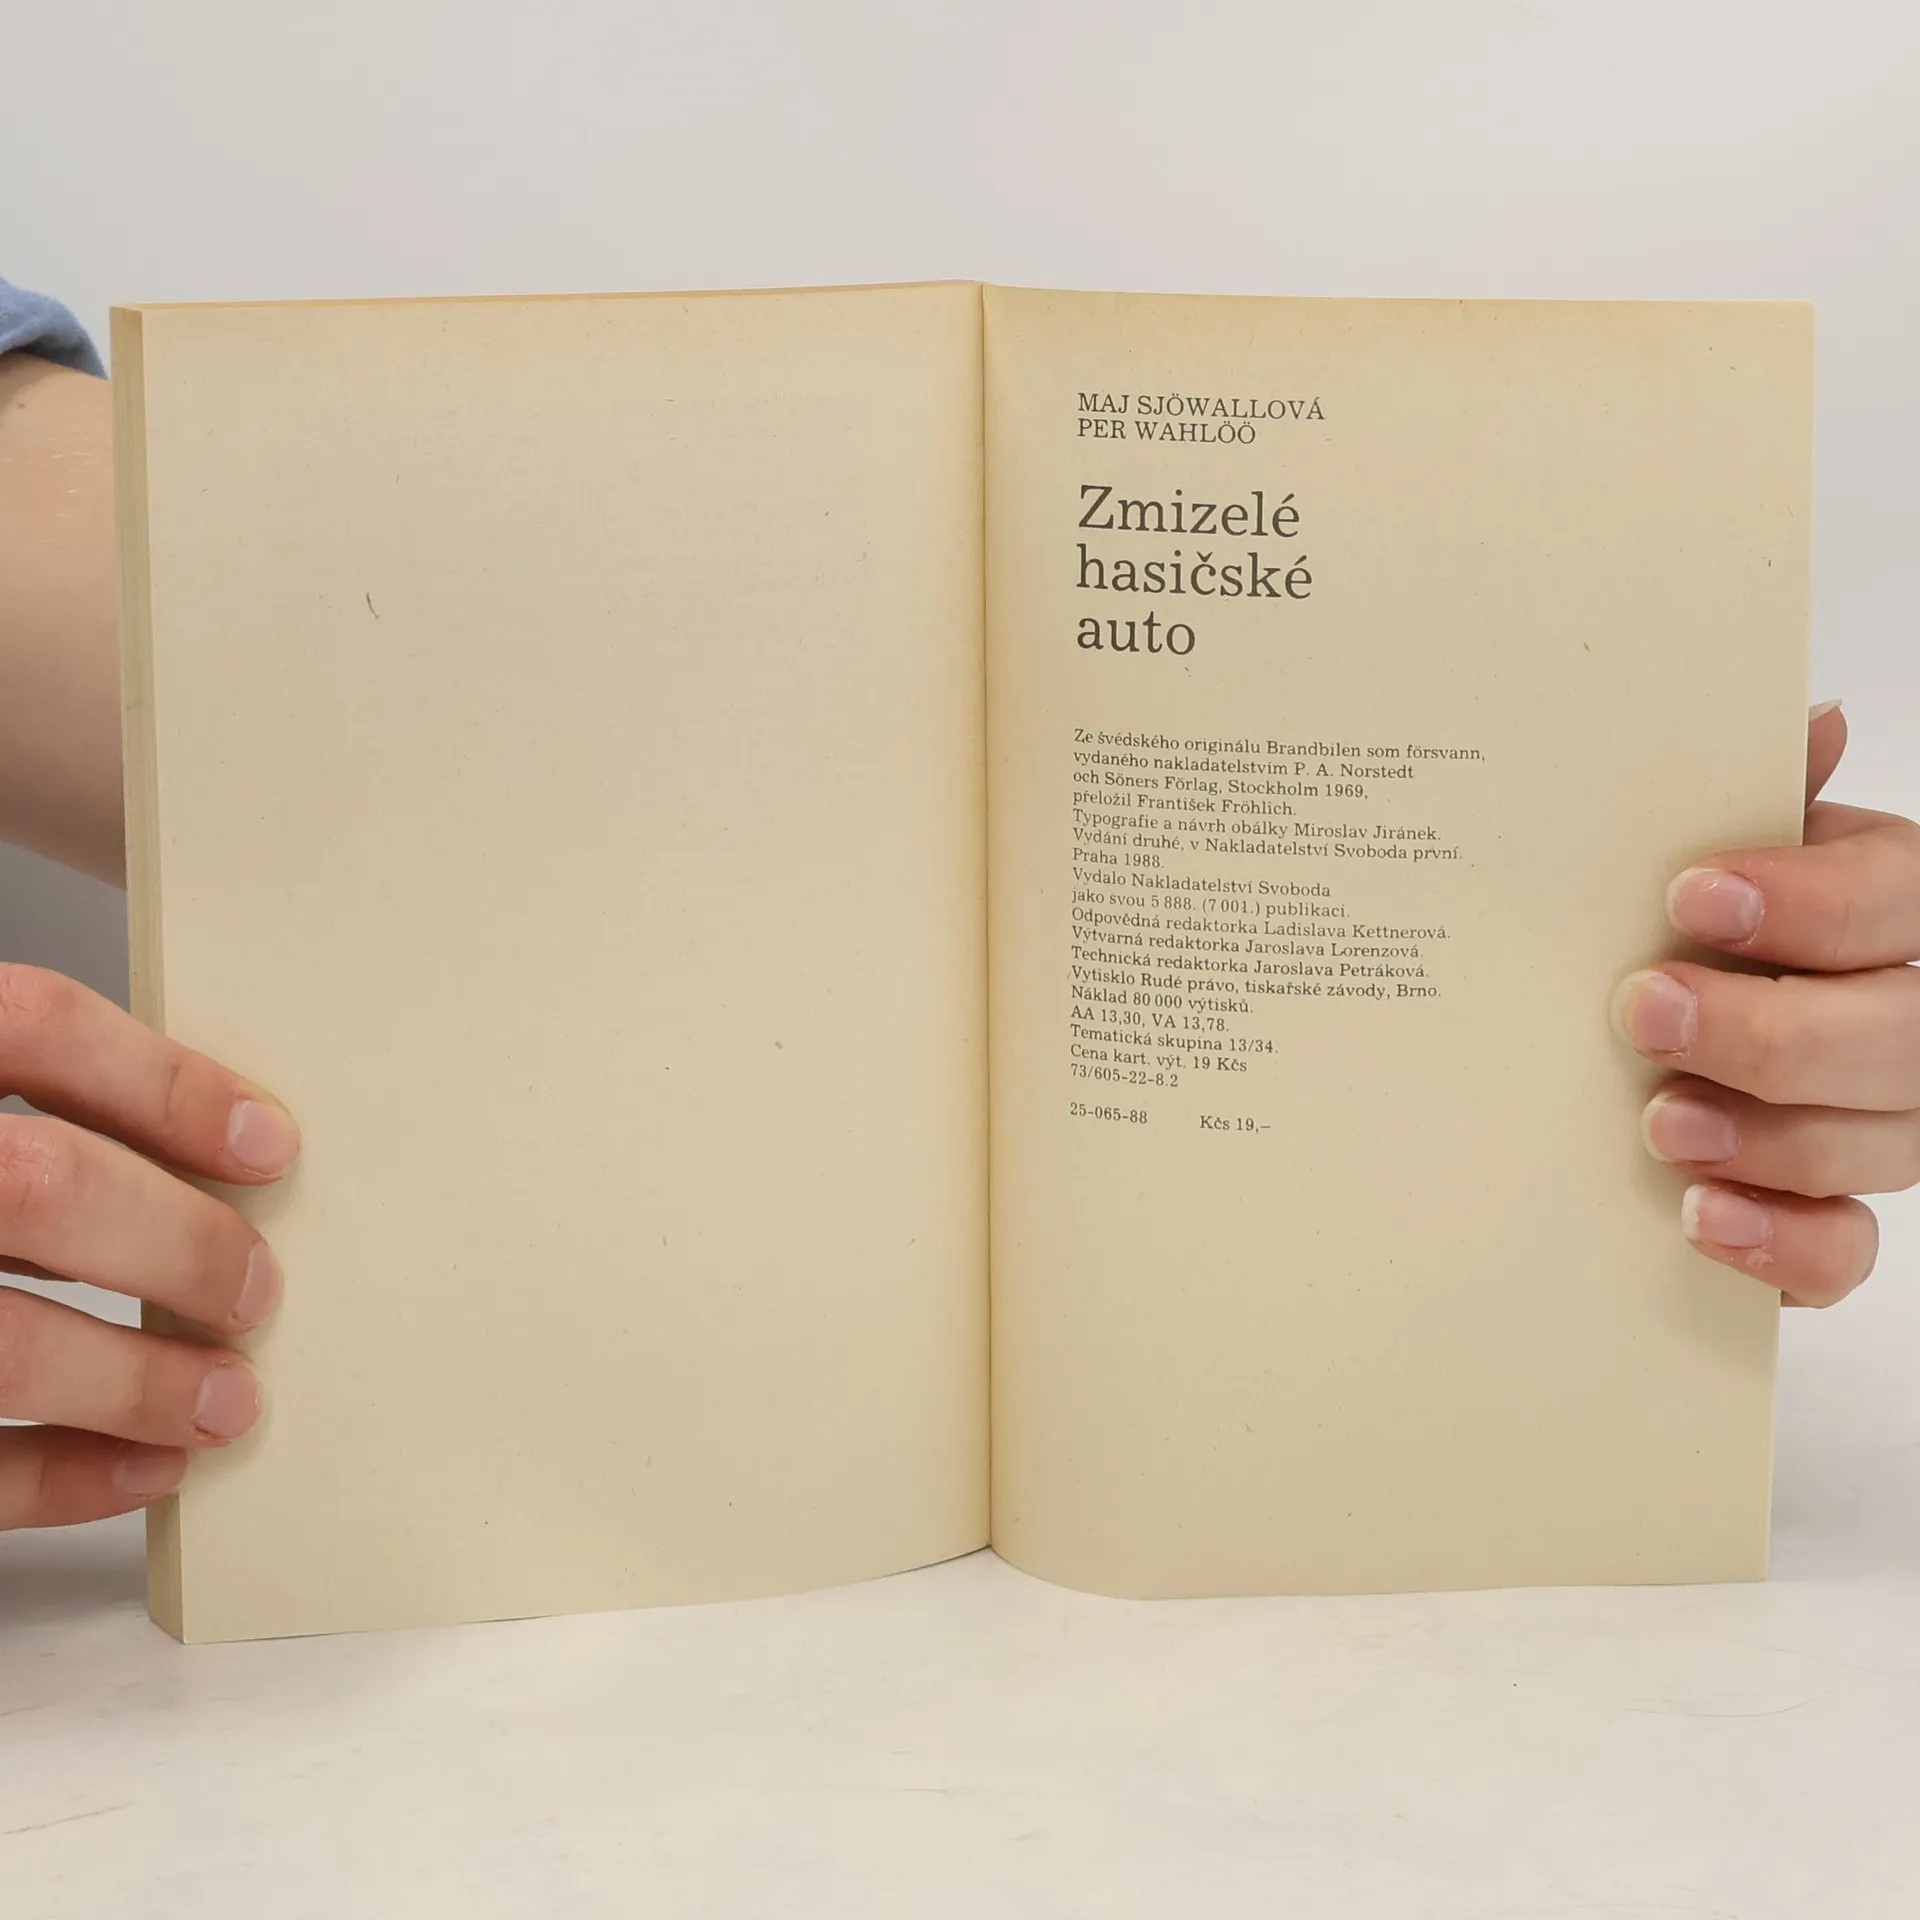 MAJ SJÖWALLOVÁ
PER WAHLÖÖ
Zmizelé
hasičské
auto
Ze švédského originálu Brandbilen som försvann,
vydaného nakladatelstvím P. A. Norstedt
och Söners Förlag, Stockholm 1969,
přeložil František Fröhlich.
Typografie a návrh obálky Miroslav Jiránek.
Vydání druhé, v Nakladatelství Svoboda první.
Praha 1988.
Vydalo Nakladatelství Svoboda
jako svou 5 888. (7 001.) publikaci.
Odpovědná redaktorka Ladislava Kettnerová.
Výtvarná redaktorka Jaroslava Lorenzová.
Technická redaktorka Jaroslava Petráková.
Vytisklo Rudé právo, tiskařské závody, Brno.
Náklad 80 000 výtisků.
AA 13,30, VA 13,78.
Tematická skupina 13/34.
Cena kart. výt. 19 Kčs
73/605-22-8.2
25-065-88 Kčs 19,–